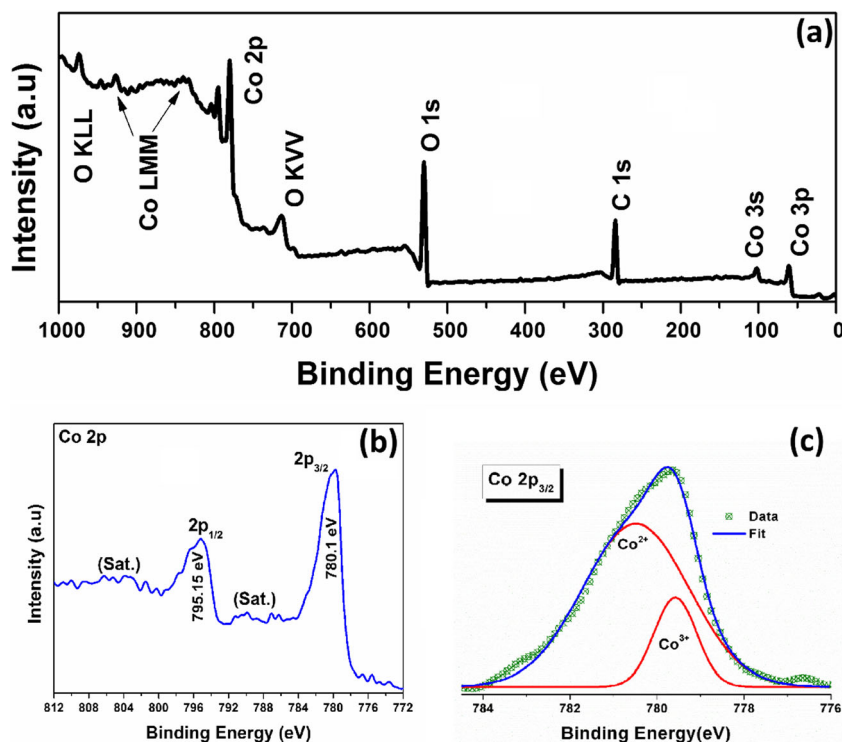 (a)
Intensity (a.u)
O KLL
Co LMM
Co 2p
O KVV
O 1s
C 1s
Co 3s
Co 3p
1000 900 800 700 600 500 400 300 200 100 0
Binding Energy (eV)
Co 2p
(b)
Intensity (a.u)
(Sat.)
2p1/2
795.15 eV
(Sat.)
2p3/2
780.1 eV
812 808 804 800 796 792 788 784 780 776 772
Binding Energy (eV)
(c)
Co 2p3/2
Data
Fit
Co2+
Co3+
784 782 780 778 776
Binding Energy(eV)